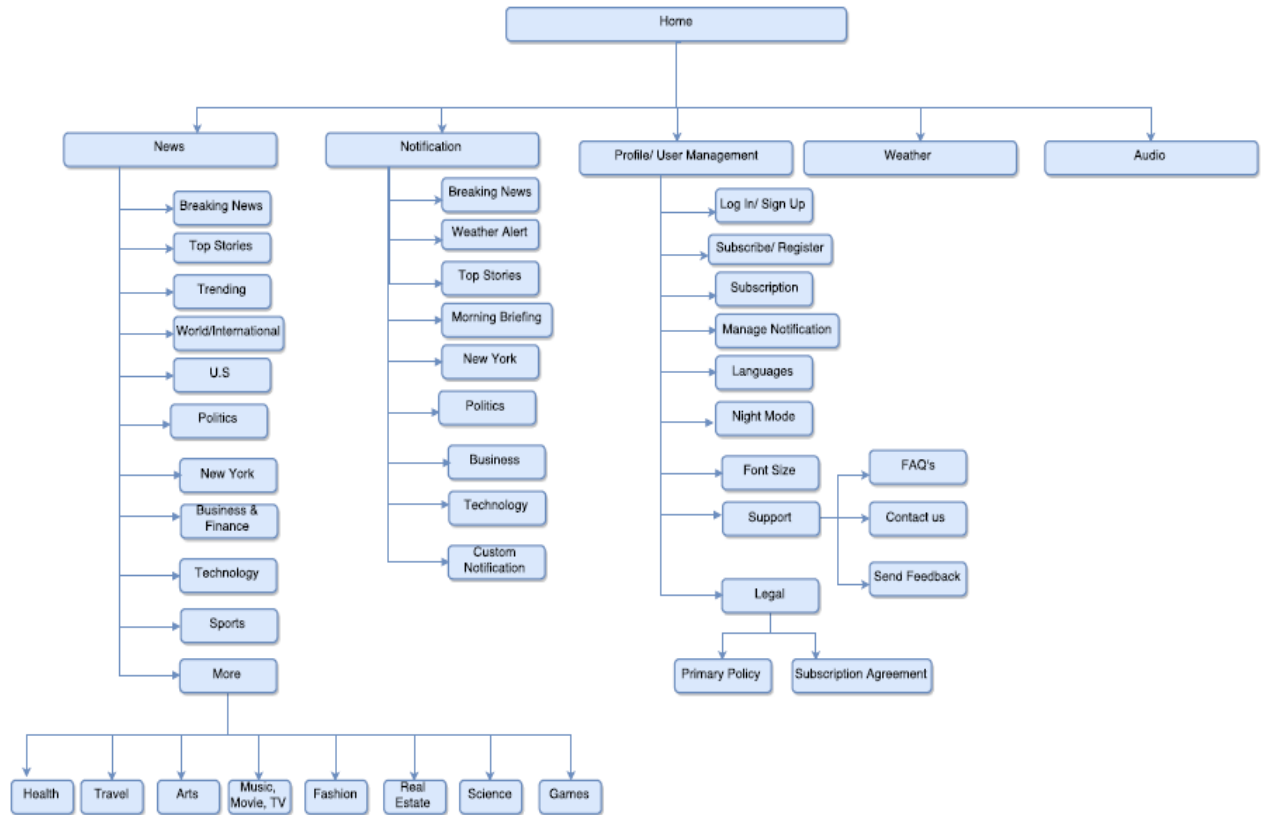 Home
News
Notification
Profile/ User Management
Weather
Audio
Breaking News
Top Stories
Trending
World/International
U.S
Politics
New York
Business &
Finance
Technology
Sports
More
Health
Travel
Arts
Music,
Movie, TV
Fashion
Real
Estate
Science
Games
Breaking News
Weather Alert
Top Stories
Morning Briefing
New York
Politics
Business
Technology
Custom
Notification
Log In/ Sign Up
Subscribe/ Register
Subscription
Manage Notification
Languages
Night Mode
Font Size
Support
FAQ's
Contact us
Send Feedback
Legal
Primary Policy
Subscription Agreement